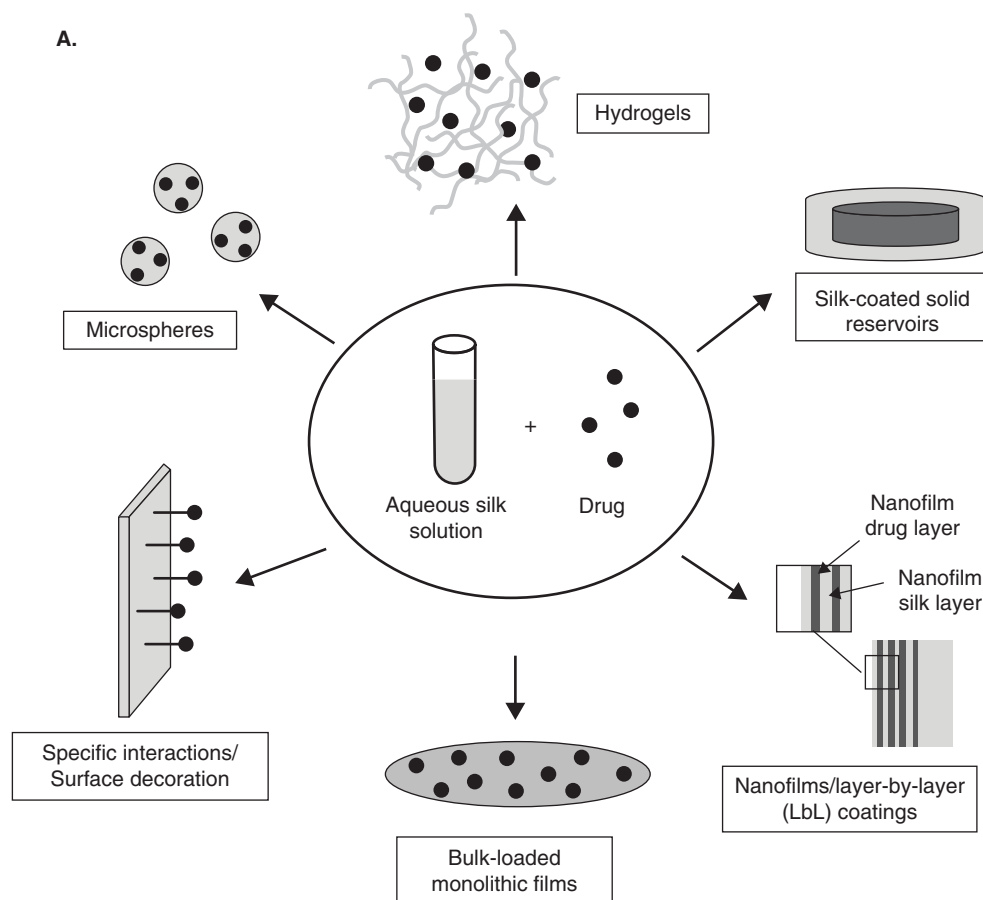 A.
Hydrogels
Microspheres
Silk-coated solid
reservoirs
+
Aqueous silk
solution
Drug
Nanofilm
drug layer
Nanofilm
silk layer
Specific interactions/
Surface decoration
Nanofilms/layer-by-layer
(LbL) coatings
Bulk-loaded
monolithic films